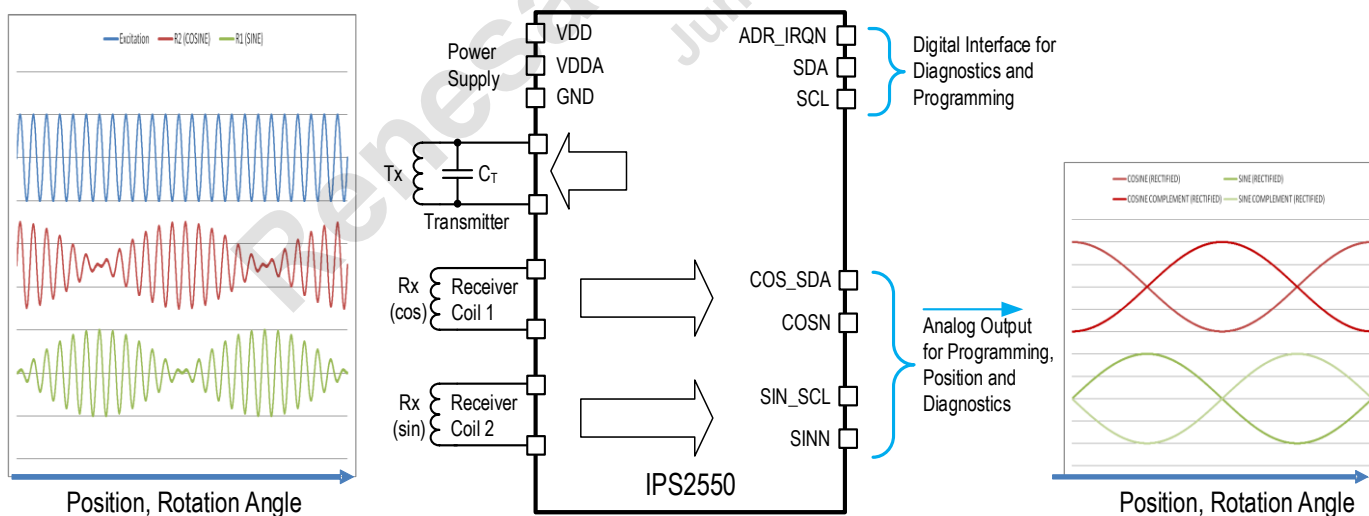 Excitation R2 (COSINE) R1 (SINE)
Position, Rotation Angle
Power
Supply
VDD
VDDA
GND
Tx
CT
Transmitter
Rx
(cos)
Receiver
Coil 1
Rx
(sin)
Receiver
Coil 2
IPS2550
ADR_IRQN
SDA
SCL
Digital Interface for
Diagnostics and
Programming
COS_SDA
COSN
SIN_SCL
SINN
Analog Output
for Programming,
Position and
Diagnostics
COSINE (RECTIFIED) SINE (RECTIFIED)
COSINE COMPLEMENT (RECTIFIED) SINE COMPLEMENT (RECTIFIED)
Position, Rotation Angle